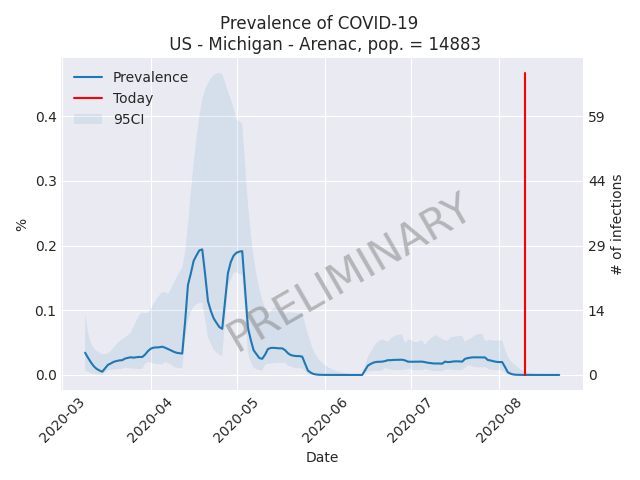 Prevalence of COVID-19
US - Michigan - Arenac, pop. = 14883
Prevalence
Today
95CI
%
0.4
0.3
0.2
0.1
0.0
59
44
29
14
0
# of infections
PRELIMINARY
2020-03
2020-04
2020-05
2020-06
2020-07
2020-08
Date